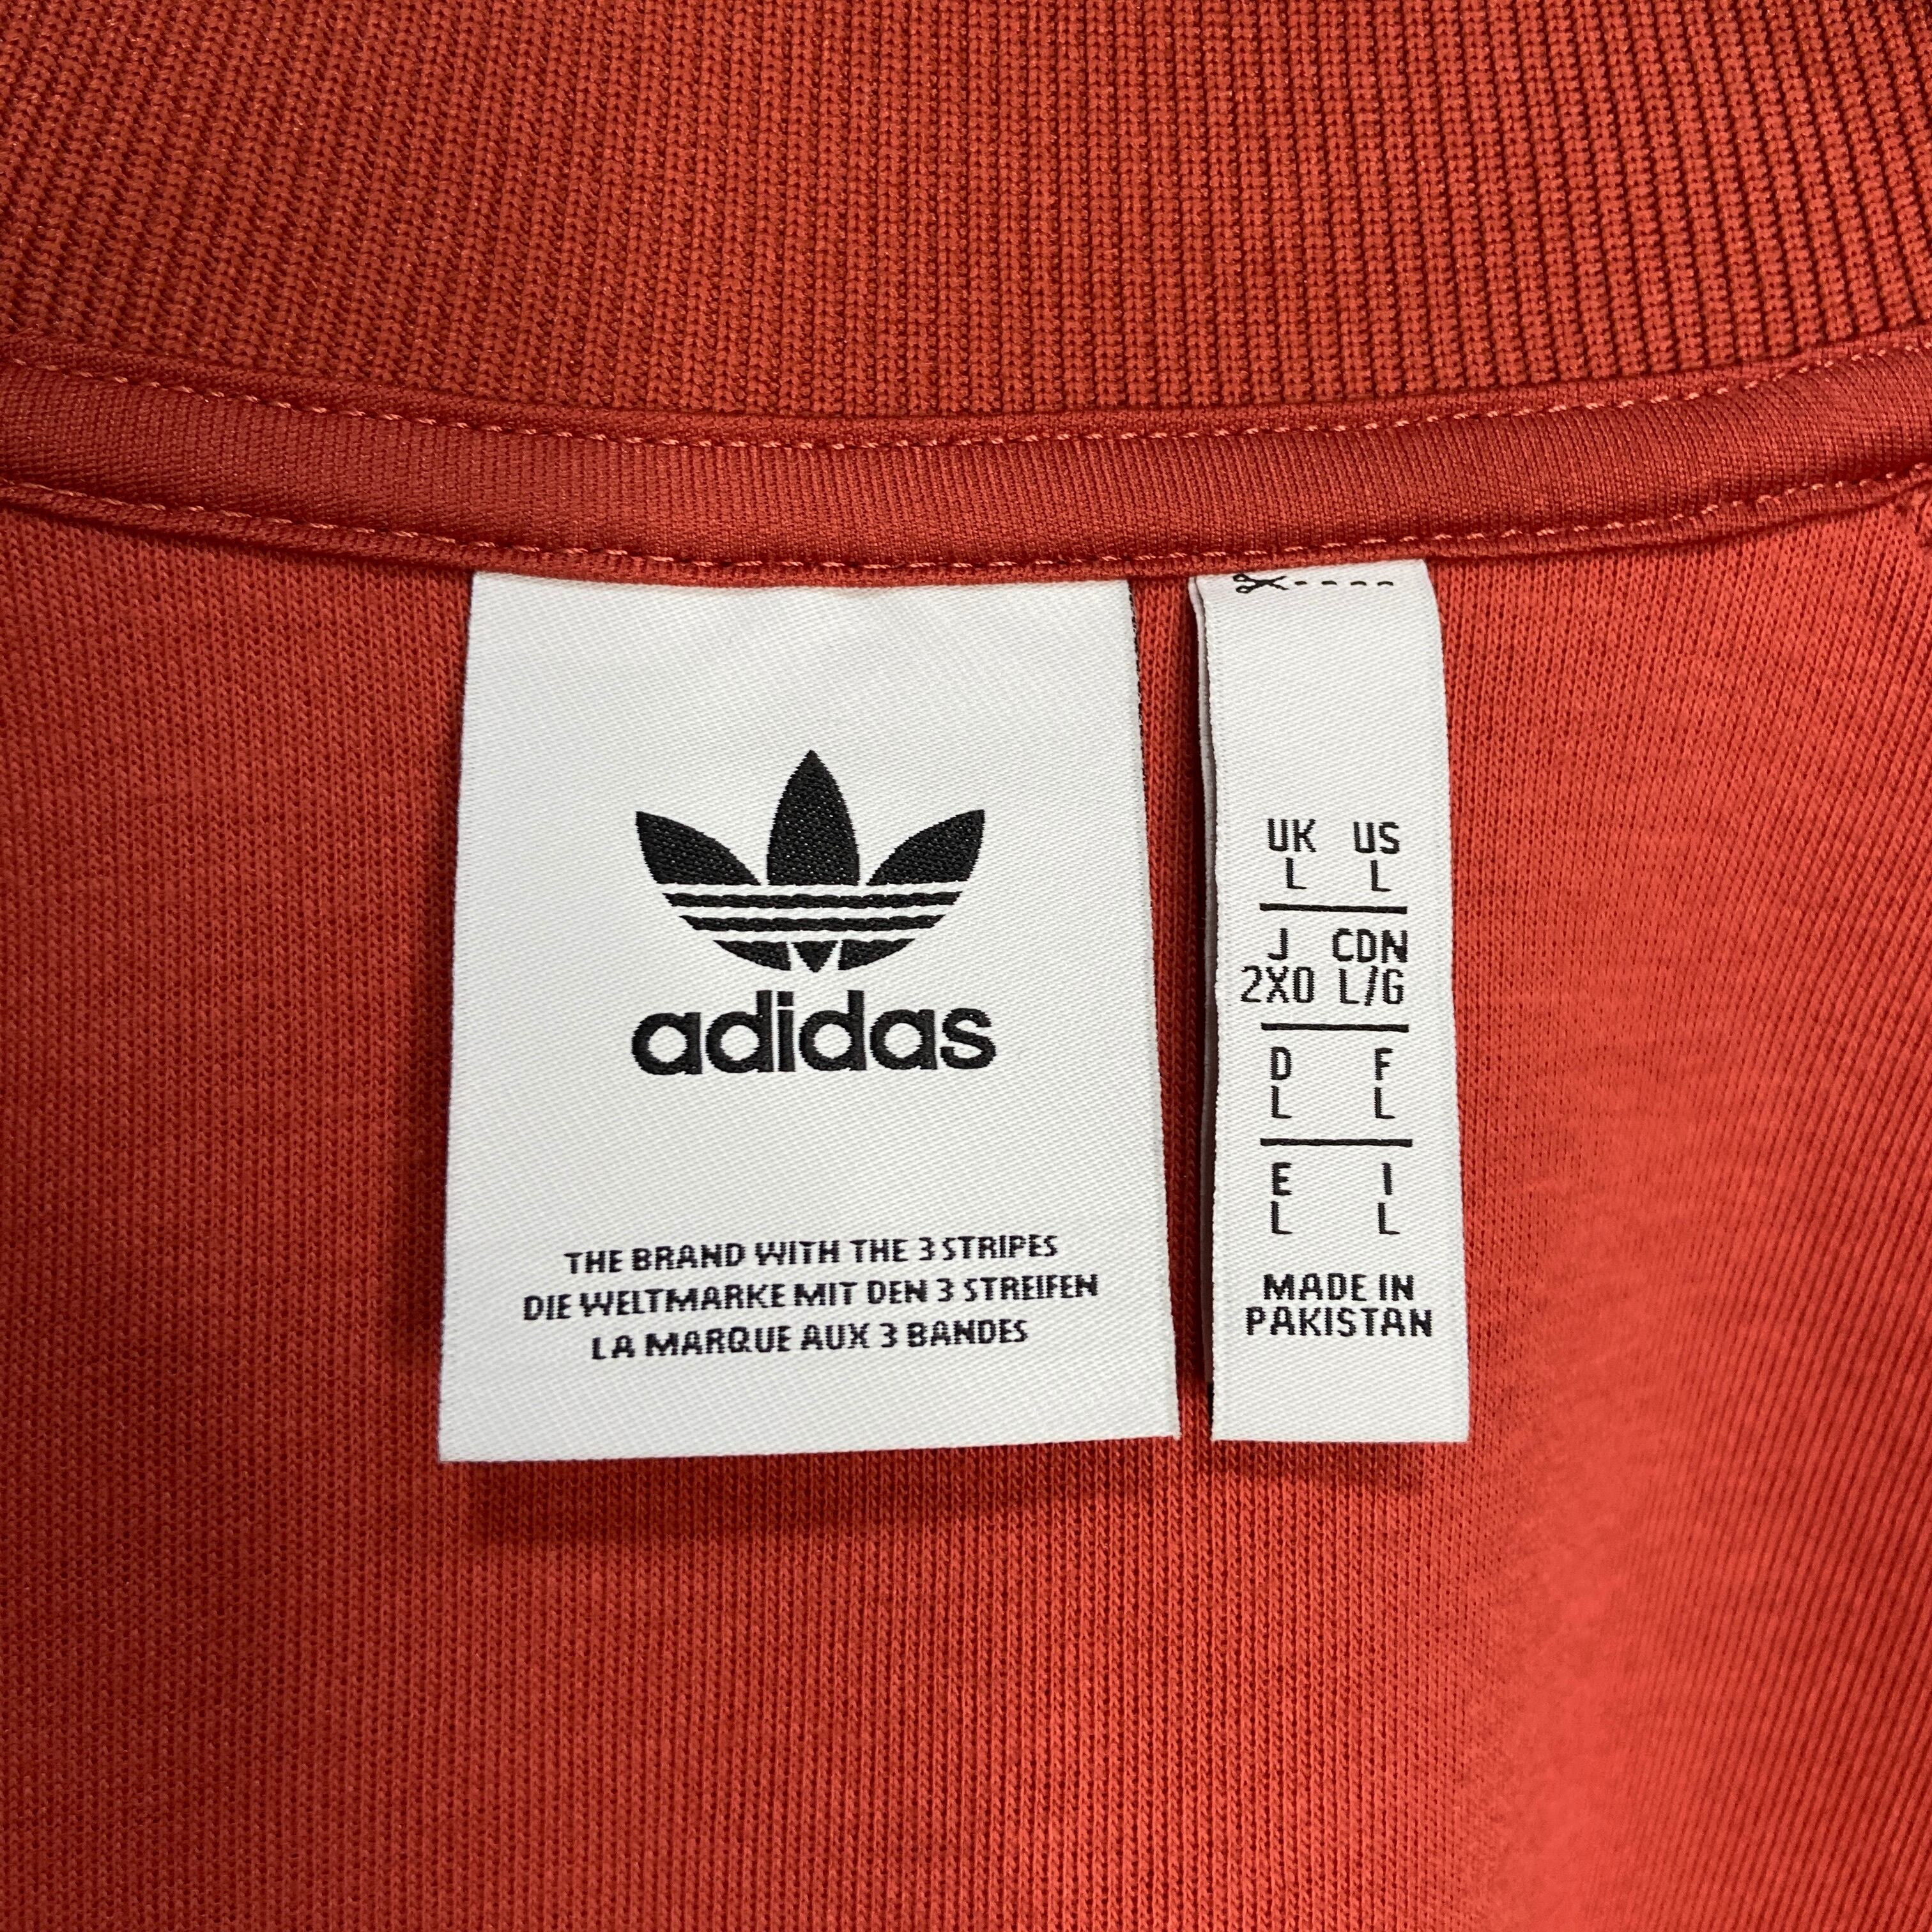 adidas
THE BRAND WITH THE 3 STRIPES
DIE WELTMARKE MIT DEN 3 STREIFEN
LA MARQUE AUX 3 BANDES
UK US
L L
J CDN
2XO L/G
D F
L L
E I
L L
MADE IN
PAKISTAN